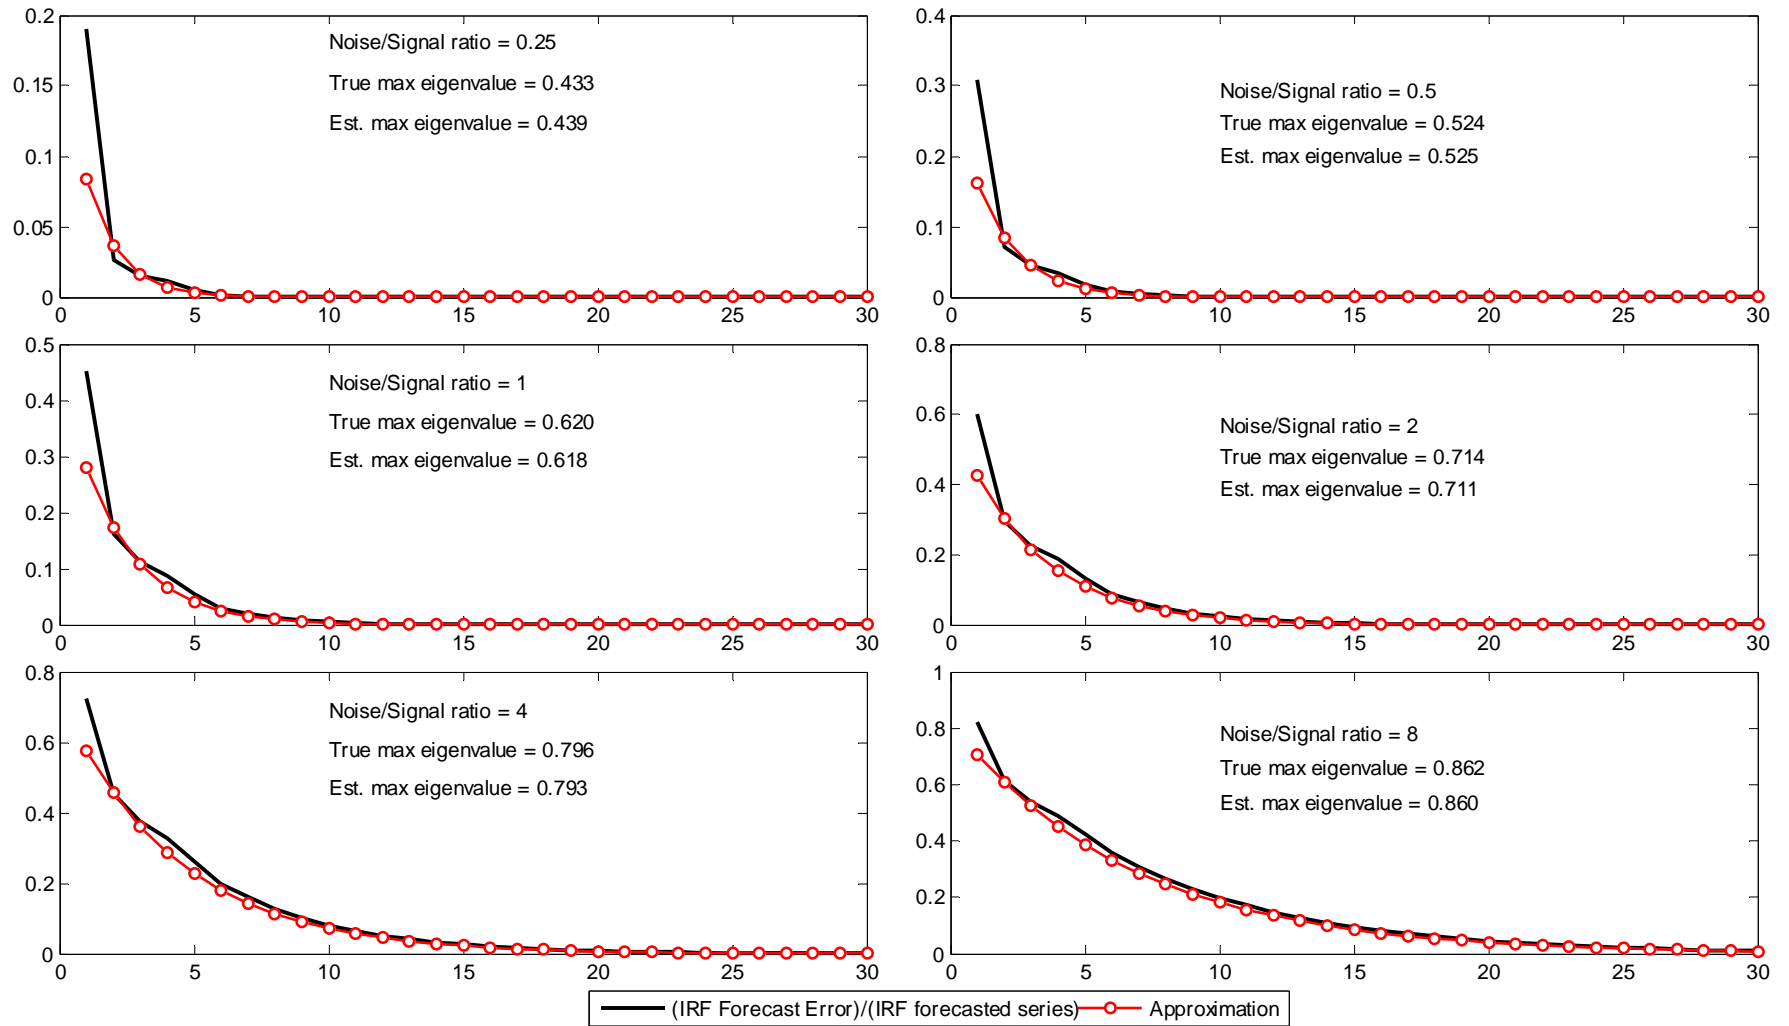 0.2
0.15
0.1
0.05
0
0 5 10 15 20 25 30
Noise/Signal ratio = 0.25
True max eigenvalue = 0.433
Est. max eigenvalue = 0.439
0.4
0.3
0.2
0.1
0
0 5 10 15 20 25 30
Noise/Signal ratio = 0.5
True max eigenvalue = 0.524
Est. max eigenvalue = 0.525
0.5
0.4
0.3
0.2
0.1
0
0 5 10 15 20 25 30
Noise/Signal ratio = 1
True max eigenvalue = 0.620
Est. max eigenvalue = 0.618
0.8
0.6
0.4
0.2
0
0 5 10 15 20 25 30
Noise/Signal ratio = 2
True max eigenvalue = 0.714
Est. max eigenvalue = 0.711
0.8
0.6
0.4
0.2
0
0 5 10 15 20 25 30
Noise/Signal ratio = 4
True max eigenvalue = 0.796
Est. max eigenvalue = 0.793
1
0.8
0.6
0.4
0.2
0
0 5 10 15 20 25 30
Noise/Signal ratio = 8
True max eigenvalue = 0.862
Est. max eigenvalue = 0.860
(IRF Forecast Error)/(IRF forecasted series) Approximation